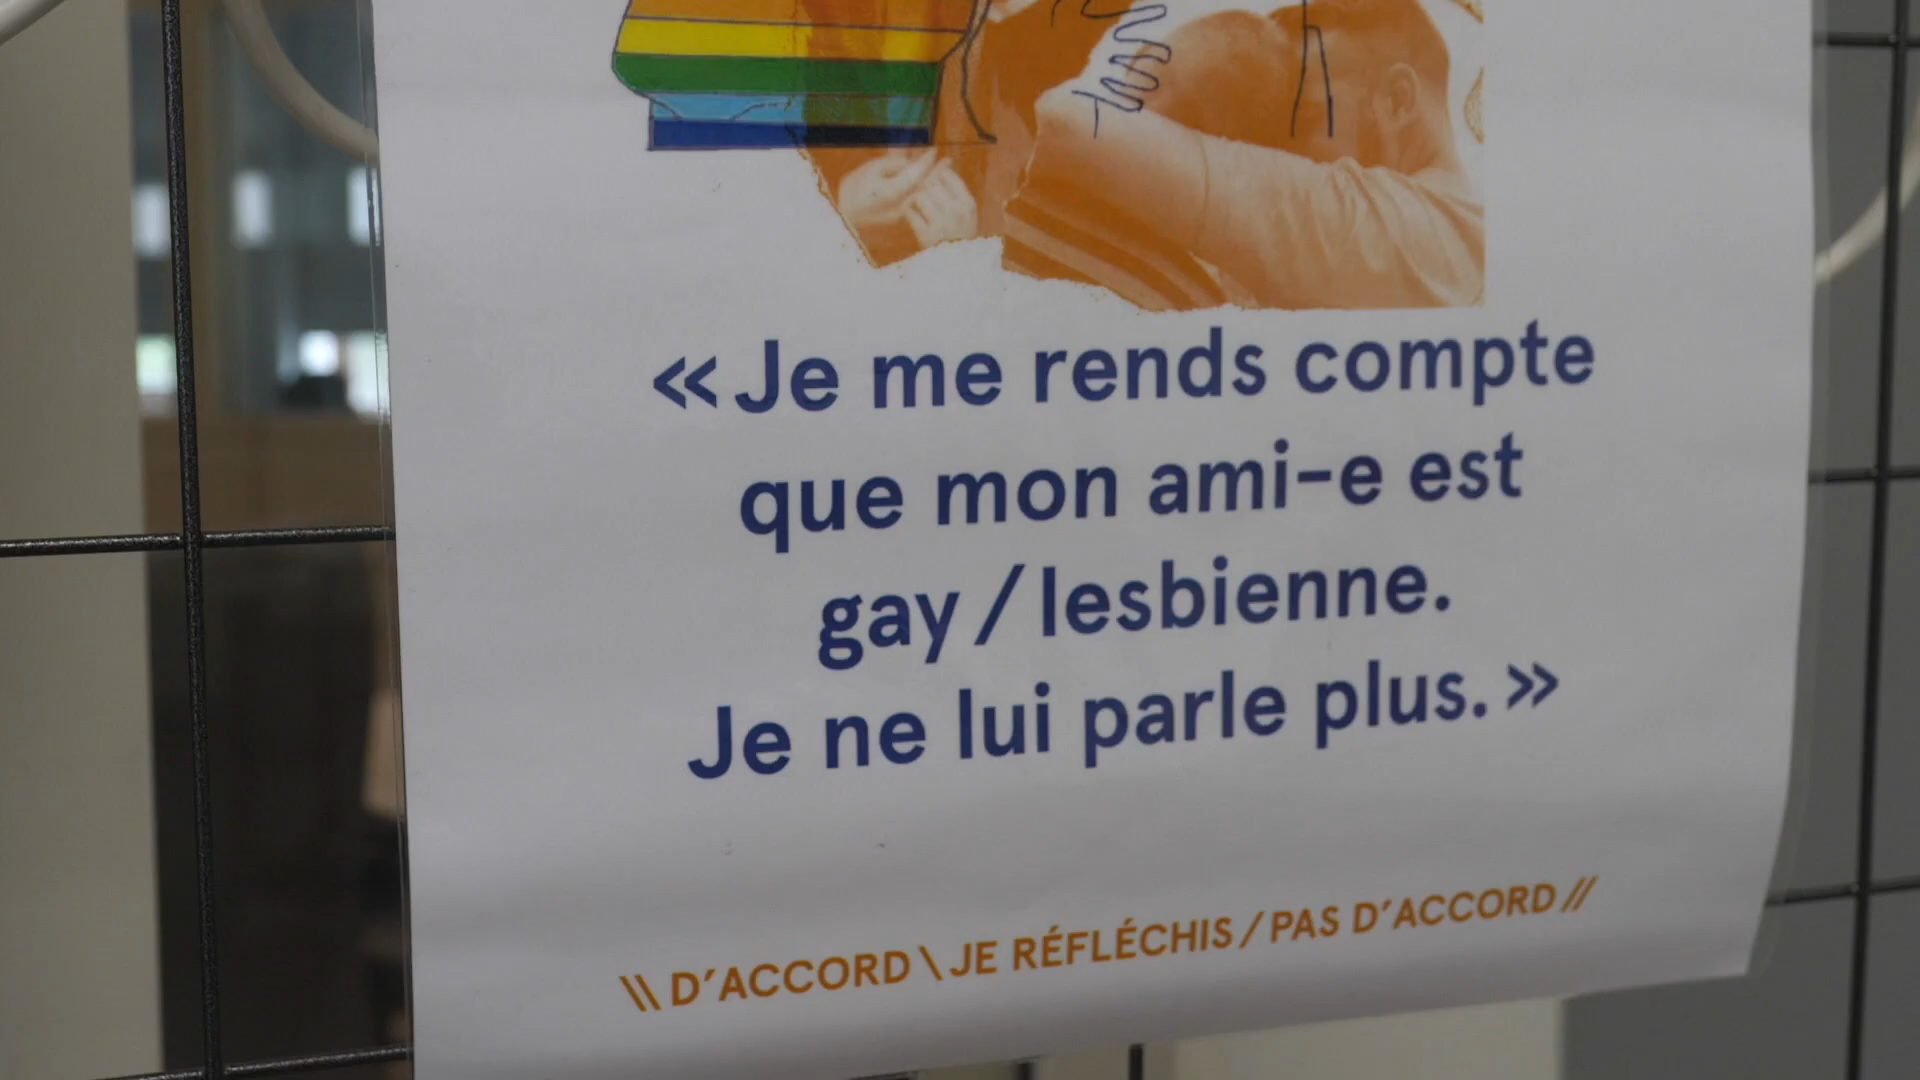 « Je me rends compte
que mon ami-e est
gay / lesbienne.
Je ne lui parle plus. »
\\ D’ACCORD \ JE RÉFLÉCHIS / PAS D’ACCORD //